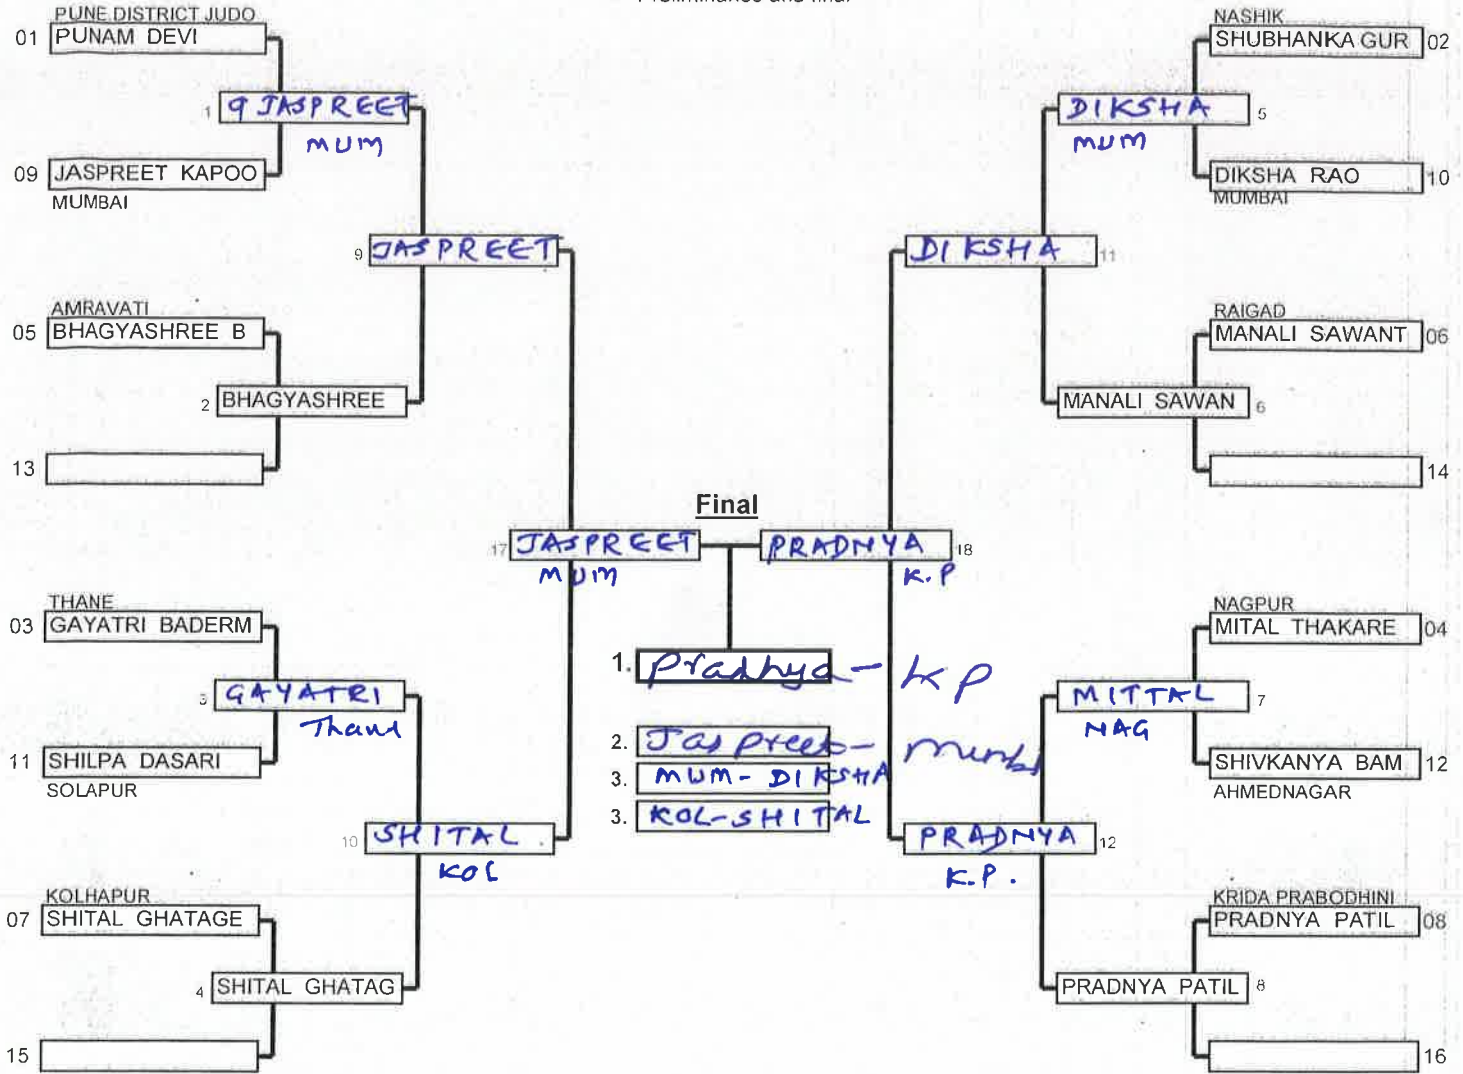 Preliminaries and final
PUNE DISTRICT JUDO
01 PUNAM DEVI
1 9 JASPREET
MUM
09 JASPREET KAPOO
MUMBAI
9 JASPREET
AMRAVATI
05 BHAGYASHREE B
2 BHAGYASHREE
13
17 JASPREET
MUM
THANE
03 GAYATRI BADERM
3 GAYATRI
Thane
11 SHILPA DASARI
SOLAPUR
10 SHITAL
KOL
KOLHAPUR
07 SHITAL GHATAGE
4 SHITAL GHATAG
15
Final
1. Pradnya - KP
2. Jaspreet - Mumbi
3. MUM-DIKSHA
3. KOL-SHITAL
NASHIK
SHUBHANKA GUR 02
DIKSHA 5
MUM
DIKSHA RAO 10
MUMBAI
DIKSHA 11
RAIGAD
MANALI SAWANT 06
MANALI SAWAN 6
14
PRADNYA 18
K.P
NAGPUR
MITAL THAKARE 04
MITTAL 7
NAG
SHIVKANYA BAM 12
AHMEDNAGAR
PRADNYA 12
K.P.
KRIDA PRABODHINI
PRADNYA PATIL 08
PRADNYA PATIL 8
16